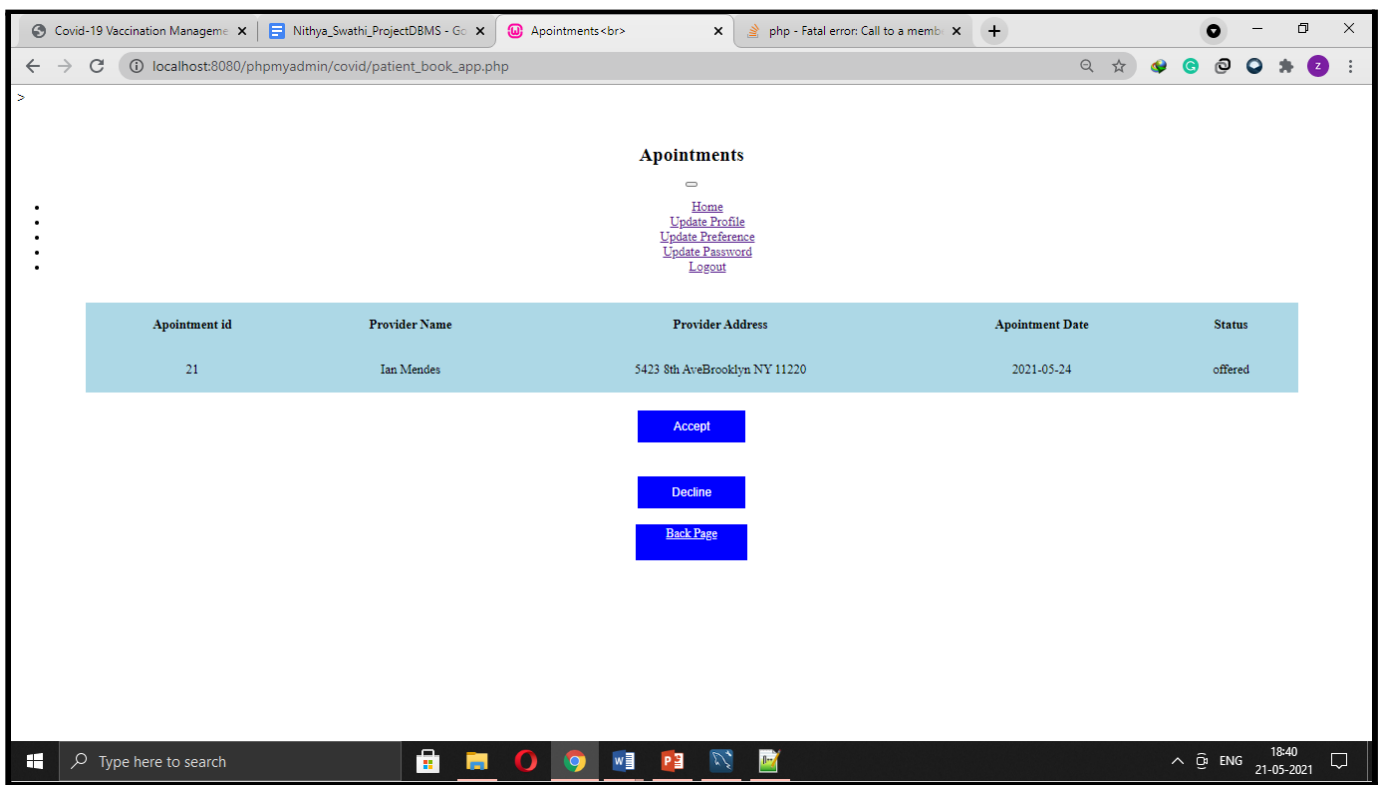 Covid-19 Vaccination Manageme
Nithya_Swathi_ProjectDBMS - Go
Apointments<br>
php - Fatal error: Call to a memb
localhost:8080/phpmyadmin/covid/patient_book_app.php
>
Apointments
Home
Update Profile
Update Preference
Update Password
Logout
Apointment id Provider Name Provider Address Apointment Date Status
21 Ian Mendes 5423 8th AveBrooklyn NY 11220 2021-05-24 offered
Accept
Decline
Back Page
Type here to search
ENG
18:40
21-05-2021